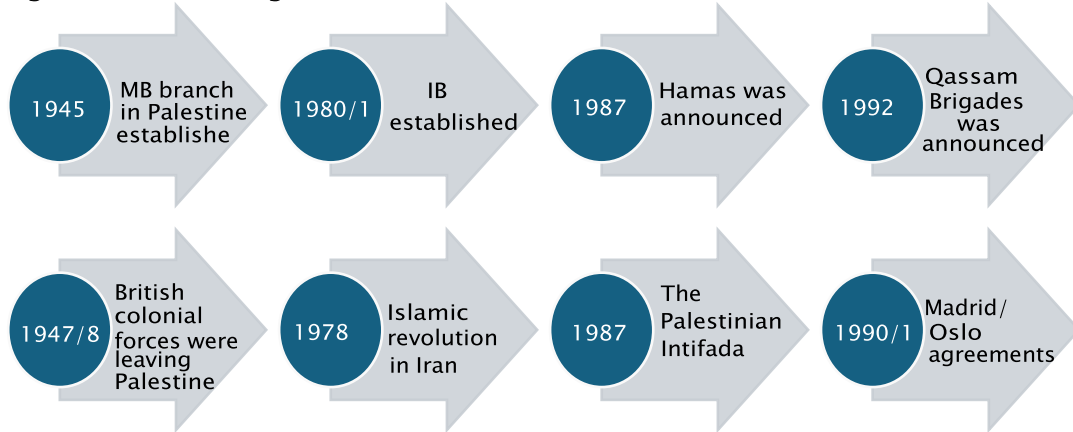 1945
MB branch
in Palestine
establishe
1980/1
IB
established
1987
Hamas was
announced
1992
Qassam
Brigades
was
announced
1947/8
British
colonial
forces were
leaving
Palestine
1978
Islamic
revolution
in Iran
1987
The
Palestinian
Intifada
1990/1
Madrid/
Oslo
agreements